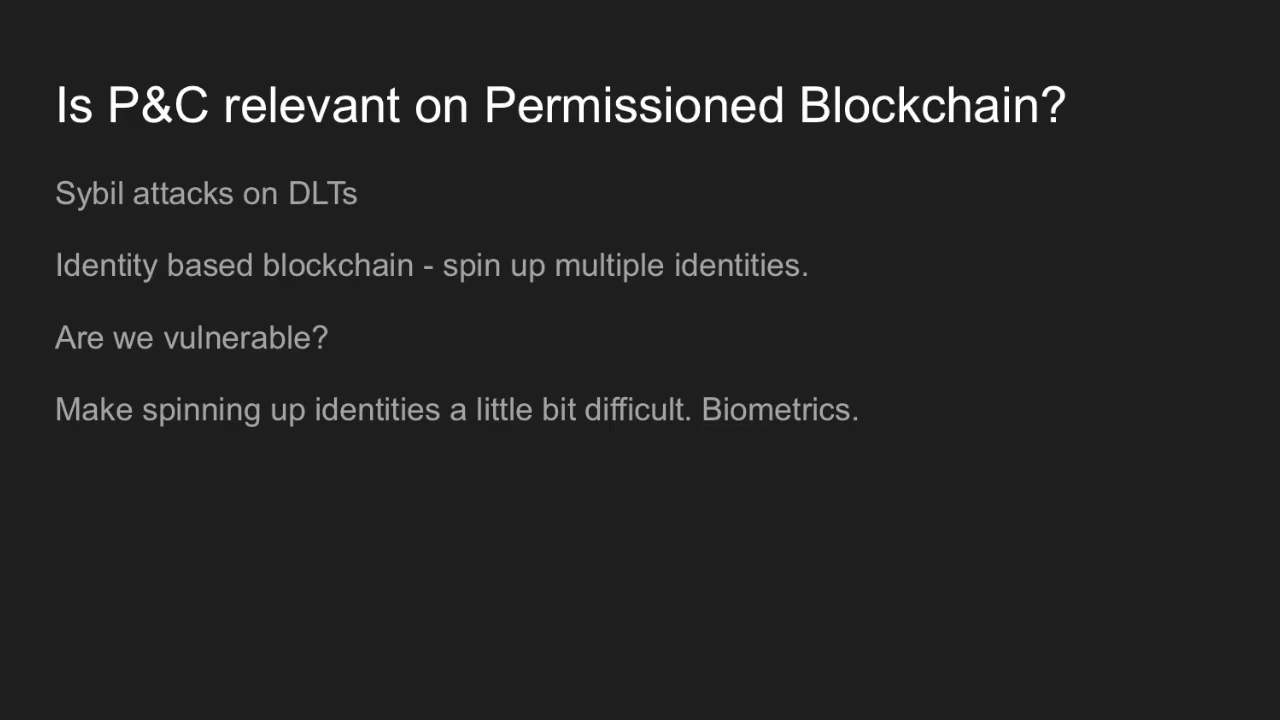 Is P&C relevant on Permissioned Blockchain?
Sybil attacks on DLTs
Identity based blockchain - spin up multiple identities.
Are we vulnerable?
Make spinning up identities a little bit difficult. Biometrics.